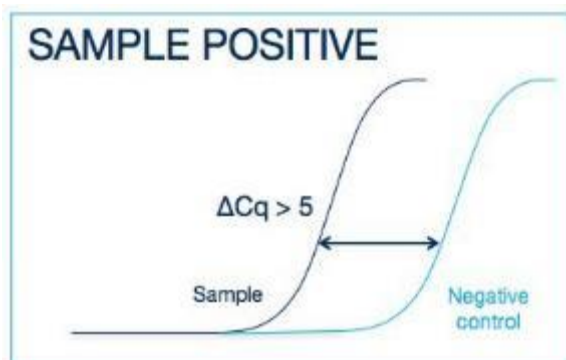 SAMPLE POSITIVE
ΔCq > 5
Sample
Negative
control